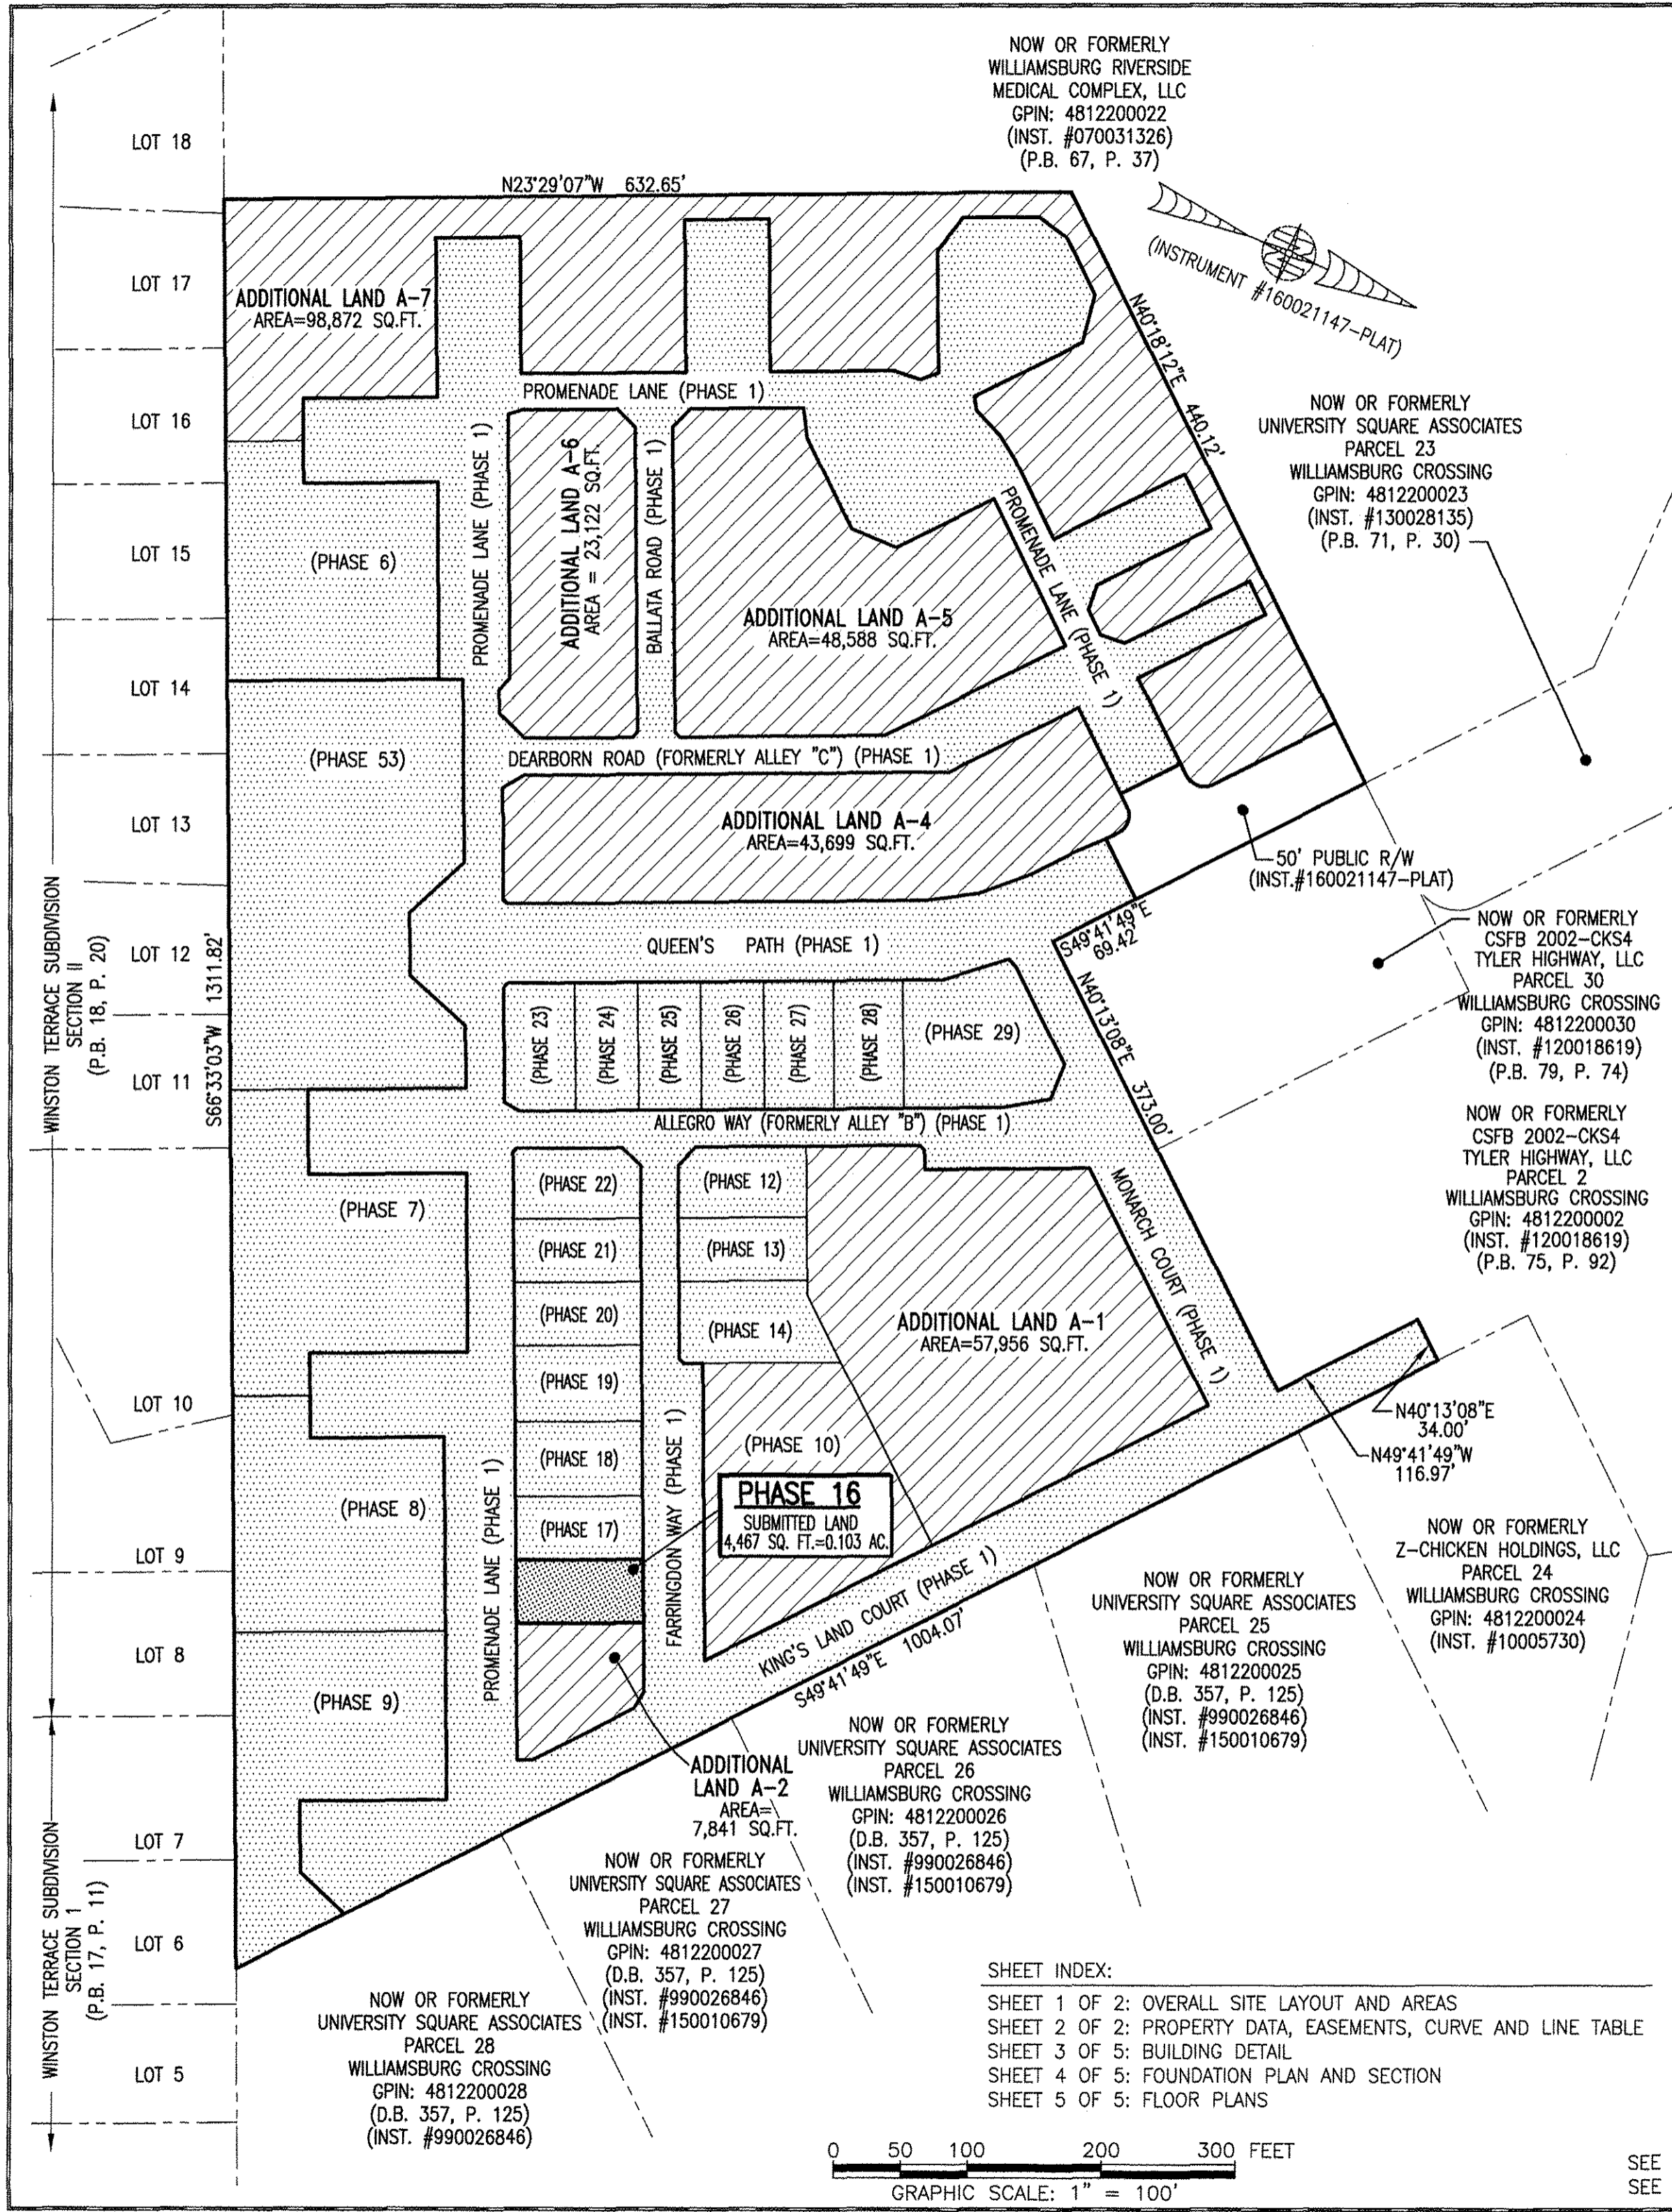 NOW OR FORMERLY
WILLIAMSBURG RIVERSIDE
MEDICAL COMPLEX, LLC
GPIN: 4812200022
(INST. #070031326)
(P.B. 67, P. 37)
(INSTRUMENT #160021147-PLAT)
LOT 18
LOT 17
LOT 16
LOT 15
LOT 14
LOT 13
LOT 12
LOT 11
LOT 10
LOT 9
LOT 8
LOT 7
LOT 6
LOT 5
WINSTON TERRACE SUBDIVISION
SECTION II
(P.B. 18, P. 20)
WINSTON TERRACE SUBDIVISION
SECTION 1
(P.B. 17, P. 11)
S66°33'03"W 1311.82'
N23°29'07"W 632.65'
N40°18'12"E 440.12'
ADDITIONAL LAND A-7
AREA=98,872 SQ.FT.
PROMENADE LANE (PHASE 1)
PROMENADE LANE (PHASE 1)
ADDITIONAL LAND A-6
AREA = 23,122 SQ.FT.
BALLATA ROAD (PHASE 1)
ADDITIONAL LAND A-5
AREA=48,588 SQ.FT.
PROMENADE LANE (PHASE 1)
(PHASE 6)
(PHASE 53)
DEARBORN ROAD (FORMERLY ALLEY "C") (PHASE 1)
ADDITIONAL LAND A-4
AREA=43,699 SQ.FT.
NOW OR FORMERLY
UNIVERSITY SQUARE ASSOCIATES
PARCEL 23
WILLIAMSBURG CROSSING
GPIN: 4812200023
(INST. #130028135)
(P.B. 71, P. 30)
50' PUBLIC R/W
(INST.#160021147-PLAT)
QUEEN'S PATH (PHASE 1)
S49°41'49"E
69.42'
N40°13'08"E 373.00'
NOW OR FORMERLY
CSFB 2002-CKS4
TYLER HIGHWAY, LLC
PARCEL 30
WILLIAMSBURG CROSSING
GPIN: 4812200030
(INST. #120018619)
(P.B. 79, P. 74)
(PHASE 23)
(PHASE 24)
(PHASE 25)
(PHASE 26)
(PHASE 27)
(PHASE 28)
(PHASE 29)
ALLEGRO WAY (FORMERLY ALLEY "B") (PHASE 1)
NOW OR FORMERLY
CSFB 2002-CKS4
TYLER HIGHWAY, LLC
PARCEL 2
WILLIAMSBURG CROSSING
GPIN: 4812200002
(INST. #120018619)
(P.B. 75, P. 92)
(PHASE 7)
(PHASE 22)
(PHASE 21)
(PHASE 20)
(PHASE 19)
(PHASE 18)
(PHASE 17)
(PHASE 12)
(PHASE 13)
(PHASE 14)
ADDITIONAL LAND A-1
AREA=57,956 SQ.FT.
MONARCH COURT (PHASE 1)
N40°13'08"E
34.00'
N49°41'49"W
116.97'
(PHASE 8)
PROMENADE LANE (PHASE 1)
FARRINGDON WAY (PHASE 1)
(PHASE 10)
PHASE 16
SUBMITTED LAND
4,467 SQ. FT.=0.103 AC.
KING'S LAND COURT (PHASE 1)
S49°41'49"E 1004.07'
(PHASE 9)
ADDITIONAL
LAND A-2
AREA=
7,841 SQ.FT.
NOW OR FORMERLY
Z-CHICKEN HOLDINGS, LLC
PARCEL 24
WILLIAMSBURG CROSSING
GPIN: 4812200024
(INST. #10005730)
NOW OR FORMERLY
UNIVERSITY SQUARE ASSOCIATES
PARCEL 25
WILLIAMSBURG CROSSING
GPIN: 4812200025
(D.B. 357, P. 125)
(INST. #990026846)
(INST. #150010679)
NOW OR FORMERLY
UNIVERSITY SQUARE ASSOCIATES
PARCEL 26
WILLIAMSBURG CROSSING
GPIN: 4812200026
(D.B. 357, P. 125)
(INST. #990026846)
(INST. #150010679)
NOW OR FORMERLY
UNIVERSITY SQUARE ASSOCIATES
PARCEL 27
WILLIAMSBURG CROSSING
GPIN: 4812200027
(D.B. 357, P. 125)
(INST. #990026846)
(INST. #150010679)
NOW OR FORMERLY
UNIVERSITY SQUARE ASSOCIATES
PARCEL 28
WILLIAMSBURG CROSSING
GPIN: 4812200028
(D.B. 357, P. 125)
(INST. #990026846)
SHEET INDEX:
SHEET 1 OF 2: OVERALL SITE LAYOUT AND AREAS
SHEET 2 OF 2: PROPERTY DATA, EASEMENTS, CURVE AND LINE TABLE
SHEET 3 OF 5: BUILDING DETAIL
SHEET 4 OF 5: FOUNDATION PLAN AND SECTION
SHEET 5 OF 5: FLOOR PLANS
0 50 100 200 300 FEET
GRAPHIC SCALE: 1" = 100'
SEE
SEE